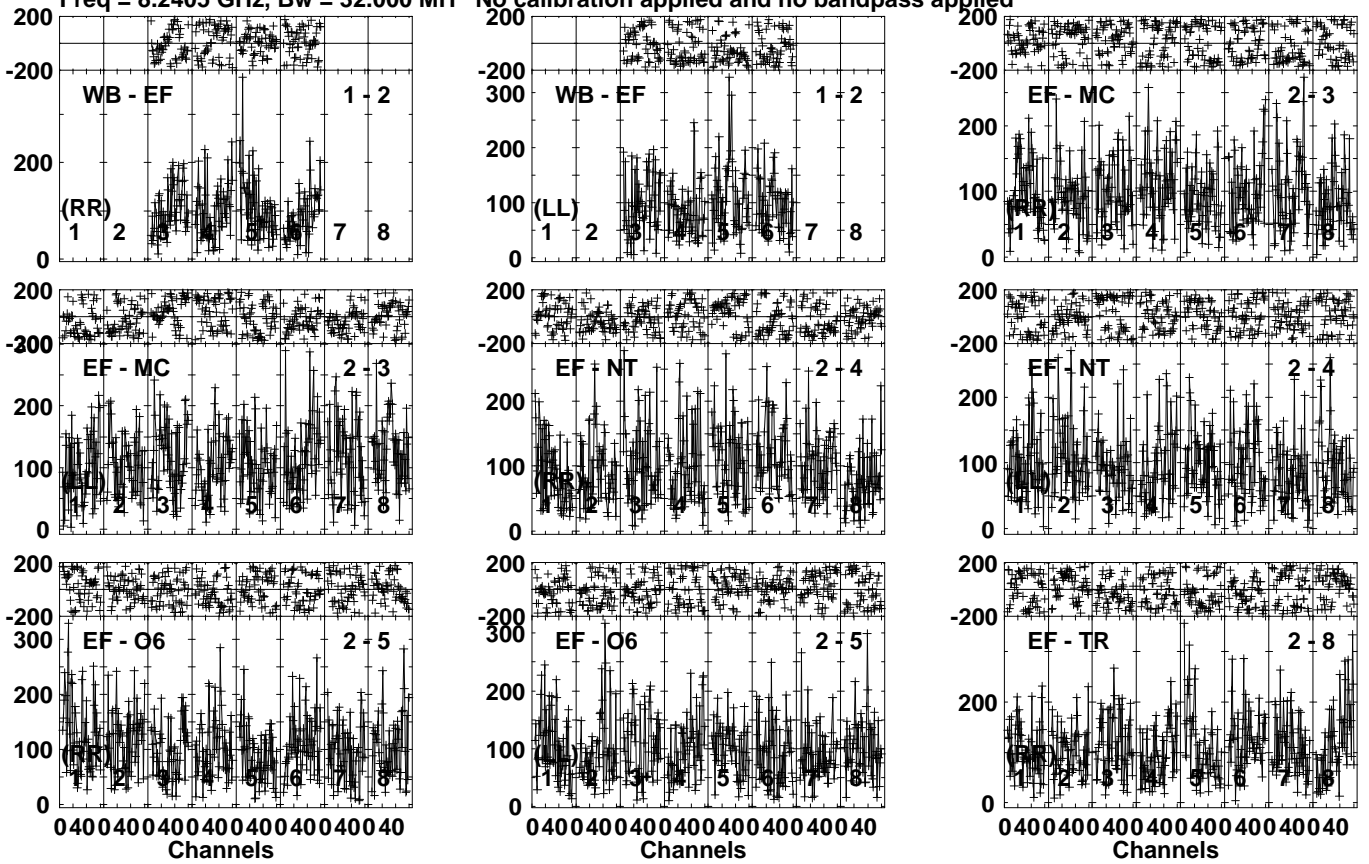 Freq = 8.2405 GHz, Bw = 32.000 MH No calibration applied and no bandpass applied
200 200 200
-200 -200 -200
WB - EF 1 - 2 WB - EF 1 - 2 EF - MC 2 - 3
300
200 200 200
100 100
(RR) (LL) (RR)
1 2 3 4 5 6 7 8 1 2 3 4 5 6 7 8 1 2 3 4 5 6 7 8
0 0 0
200 200 200
-200 -200 -200
300
EF - MC 2 - 3 EF - NT 2 - 4 EF - NT 2 - 4
200 200 200
100 100 100
(LL) (RR) (LL)
1 2 3 4 5 6 7 8 1 2 3 4 5 6 7 8 1 2 3 4 5 6 7 8
0 0 0
200 200 200
-200 -200 -200
300 300
EF - O6 2 - 5 EF - O6 2 - 5 EF - TR 2 - 8
200 200 200
100 100
(RR) (LL) (RR)
1 2 3 4 5 6 7 8 1 2 3 4 5 6 7 8 1 2 3 4 5 6 7 8
0 0 0
0 40 0 40 0 40 0 40 0 40 0 40 0 40 0 40 0 40 0 40 0 40 0 40 0 40 0 40 0 40 0 40 0 40 0 40 0 40 0 40 0 40 0 40 0 40 0 40
Channels Channels Channels